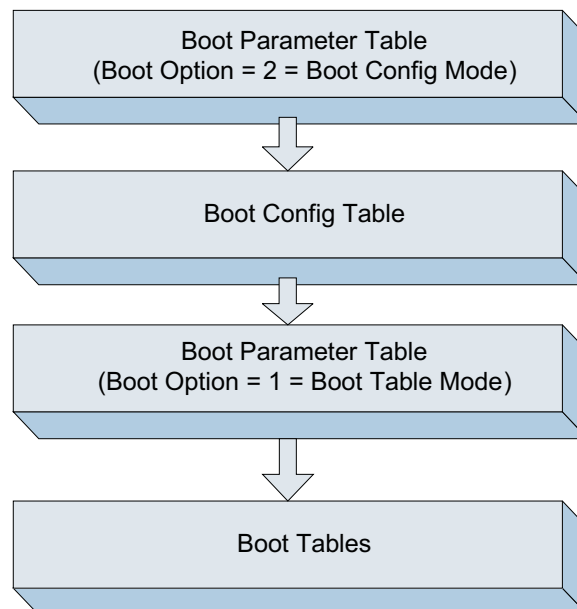 Boot Parameter Table
(Boot Option = 2 = Boot Config Mode)
Boot Config Table
Boot Parameter Table
(Boot Option = 1 = Boot Table Mode)
Boot Tables